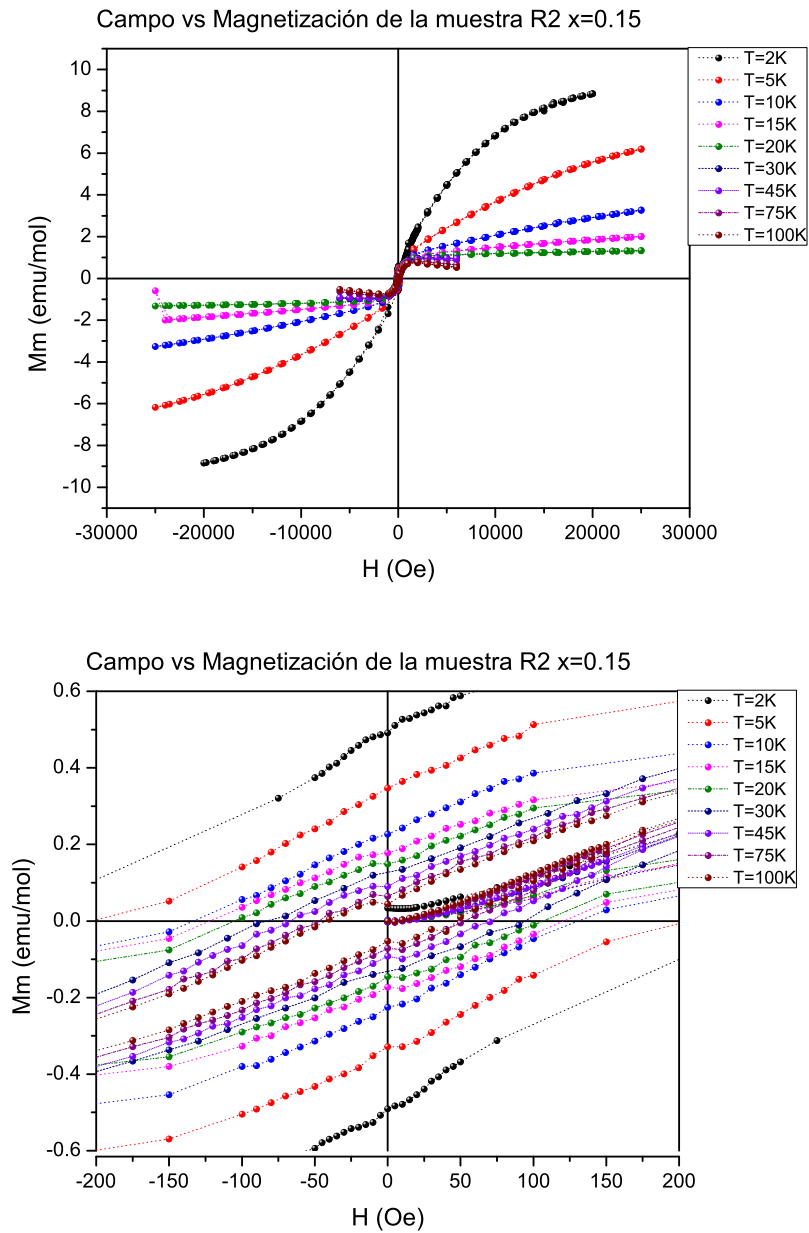 Campo vs Magnetización de la muestra R2 x=0.15
Mm (emu/mol)
10
8
6
4
2
0
-2
-4
-6
-8
-10
-30000 -20000 -10000 0 10000 20000 30000
H (Oe)
T=2K
T=5K
T=10K
T=15K
T=20K
T=30K
T=45K
T=75K
T=100K
Campo vs Magnetización de la muestra R2 x=0.15
Mm (emu/mol)
0.6
0.4
0.2
0.0
-0.2
-0.4
-0.6
-200 -150 -100 -50 0 50 100 150 200
H (Oe)
T=2K
T=5K
T=10K
T=15K
T=20K
T=30K
T=45K
T=75K
T=100K